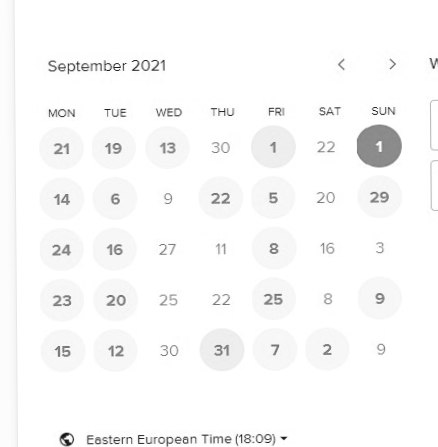 September 2021
MON TUE WED THU FRI SAT SUN
21 19 13 30 1 22 1
14 6 9 22 5 20 29
24 16 27 11 8 16 3
23 20 25 22 25 8 9
15 12 30 31 7 2 9
Eastern European Time (18:09)